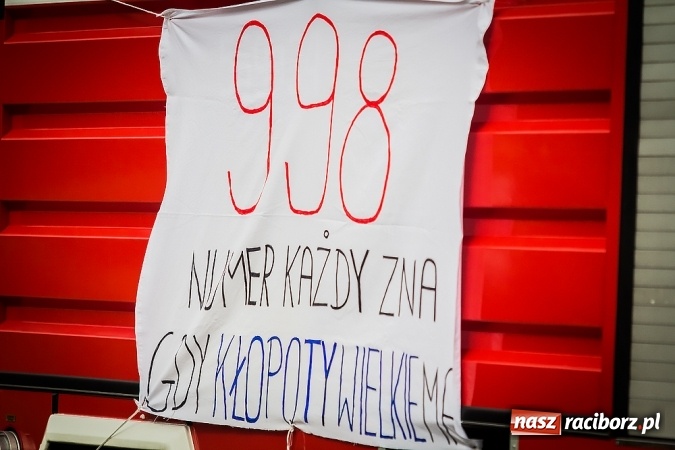 998
NUMER KAŻDY ZNA
GDY KŁOPOTY WIELKIE MA
nasz raciborz.pl